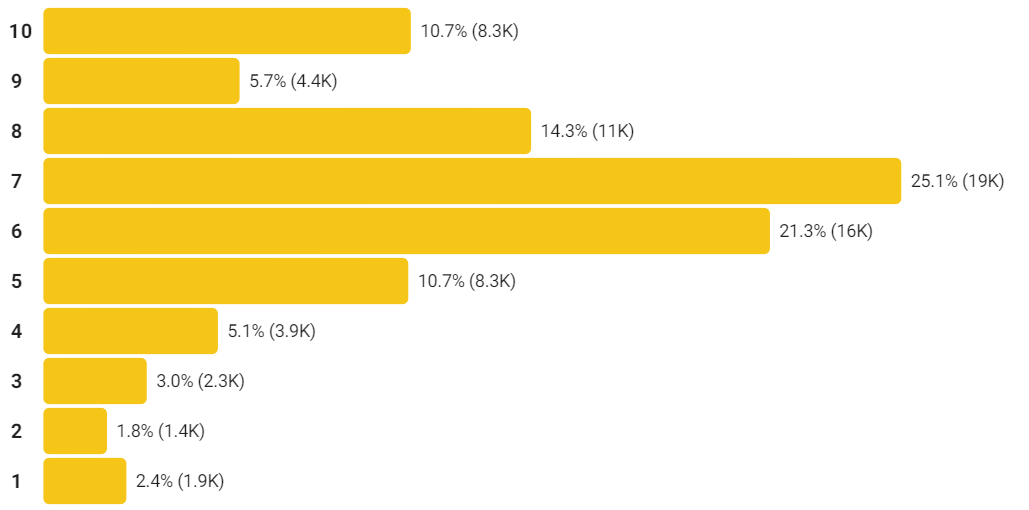 10 10.7% (8.3K)
9 5.7% (4.4K)
8 14.3% (11K)
7 25.1% (19K)
6 21.3% (16K)
5 10.7% (8.3K)
4 5.1% (3.9K)
3 3.0% (2.3K)
2 1.8% (1.4K)
1 2.4% (1.9K)